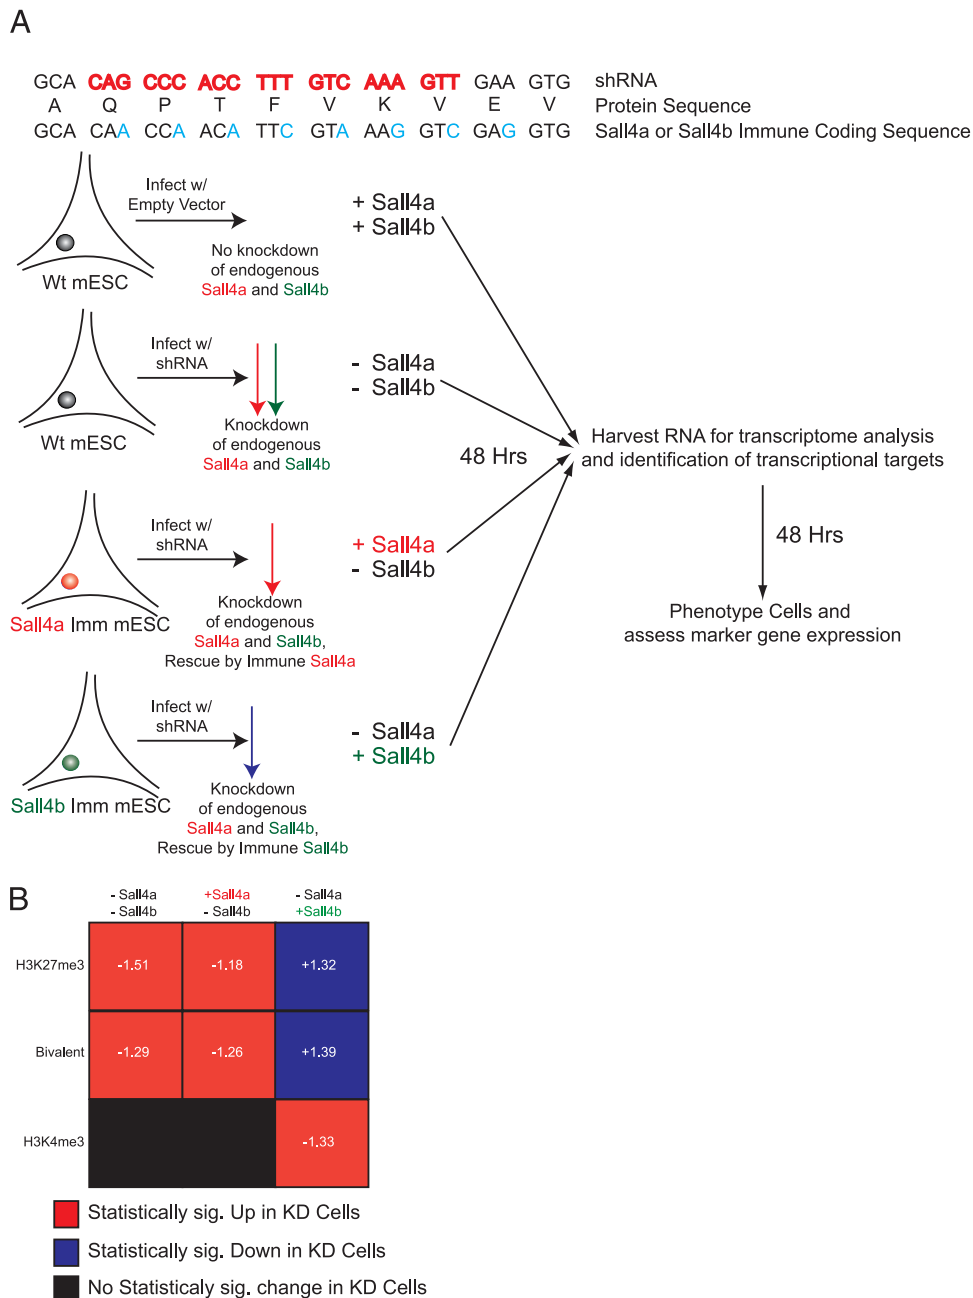 A
GCA CAG CCC ACC TTT GTC AAA GTT GAA GTG shRNA
A Q P T F V K V E V Protein Sequence
GCA CAA CCA ACA TTC GTA AAG GTC GAG GTG Sall4a or Sall4b Immune Coding Sequence
Infect w/
Empty Vector
No knockdown
of endogenous
Sall4a and Sall4b
Wt mESC
+ Sall4a
+ Sall4b
Infect w/
shRNA
Knockdown
of endogenous
Sall4a and Sall4b
Wt mESC
- Sall4a
- Sall4b
48 Hrs
Harvest RNA for transcriptome analysis
and identification of transcriptional targets
48 Hrs
Phenotype Cells and
assess marker gene expression
Infect w/
shRNA
Knockdown
of endogenous
Sall4a and Sall4b,
Rescue by Immune Sall4a
Sall4a Imm mESC
+ Sall4a
- Sall4b
Infect w/
shRNA
Knockdown
of endogenous
Sall4a and Sall4b,
Rescue by Immune Sall4b
Sall4b Imm mESC
- Sall4a
+ Sall4b
B
- Sall4a +Sall4a - Sall4a
- Sall4b - Sall4b +Sall4b
H3K27me3 -1.51 -1.18 +1.32
Bivalent -1.29 -1.26 +1.39
H3K4me3 -1.33
Statistically sig. Up in KD Cells
Statistically sig. Down in KD Cells
No Statisticaly sig. change in KD Cells